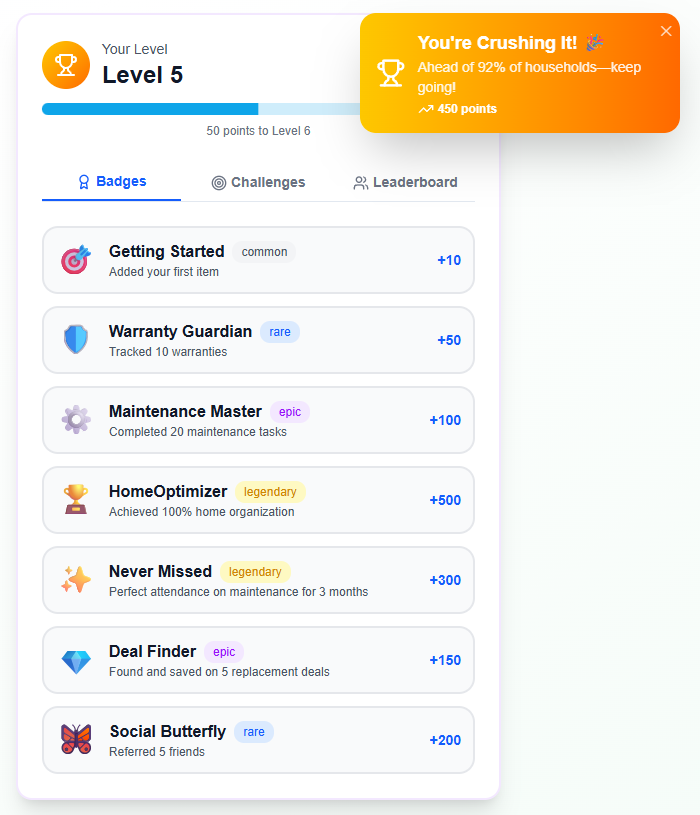 Your Level
Level 5
50 points to Level 6
You're Crushing It! 🎉
Ahead of 92% of households—keep
going!
450 points
Badges
Challenges
Leaderboard
Getting Started common
Added your first item
+10
Warranty Guardian rare
Tracked 10 warranties
+50
Maintenance Master epic
Completed 20 maintenance tasks
+100
HomeOptimizer legendary
Achieved 100% home organization
+500
Never Missed legendary
Perfect attendance on maintenance for 3 months
+300
Deal Finder epic
Found and saved on 5 replacement deals
+150
Social Butterfly rare
Referred 5 friends
+200